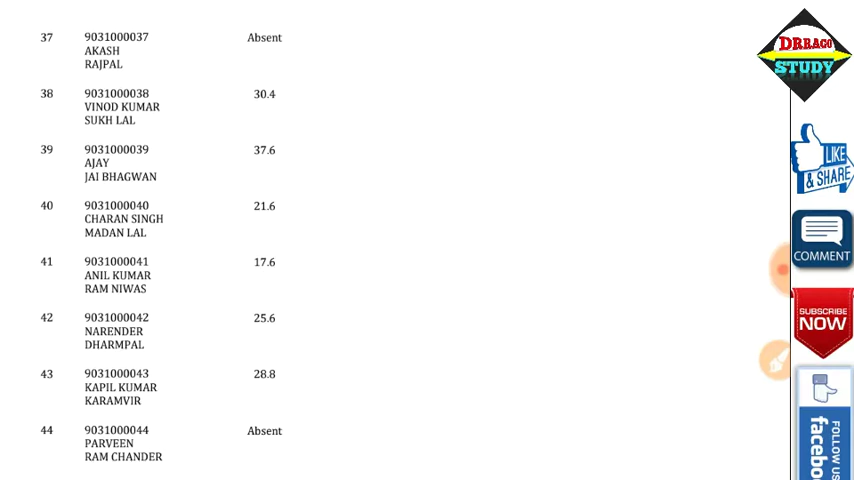 37 9031000037 Absent
AKASH
RAJPAL
38 9031000038 30.4
VINOD KUMAR
SUKH LAL
39 9031000039 37.6
AJAY
JAI BHAGWAN
40 9031000040 21.6
CHARAN SINGH
MADAN LAL
41 9031000041 17.6
ANIL KUMAR
RAM NIWAS
42 9031000042 25.6
NARENDER
DHARMPAL
43 9031000043 28.8
KAPIL KUMAR
KARAMVIR
44 9031000044 Absent
PARVEEN
RAM CHANDER
DRRAGO
STUDY
LIKE
& SHARE
COMMENT
SUBSCRIBE
NOW
FOLLOW US
facebo